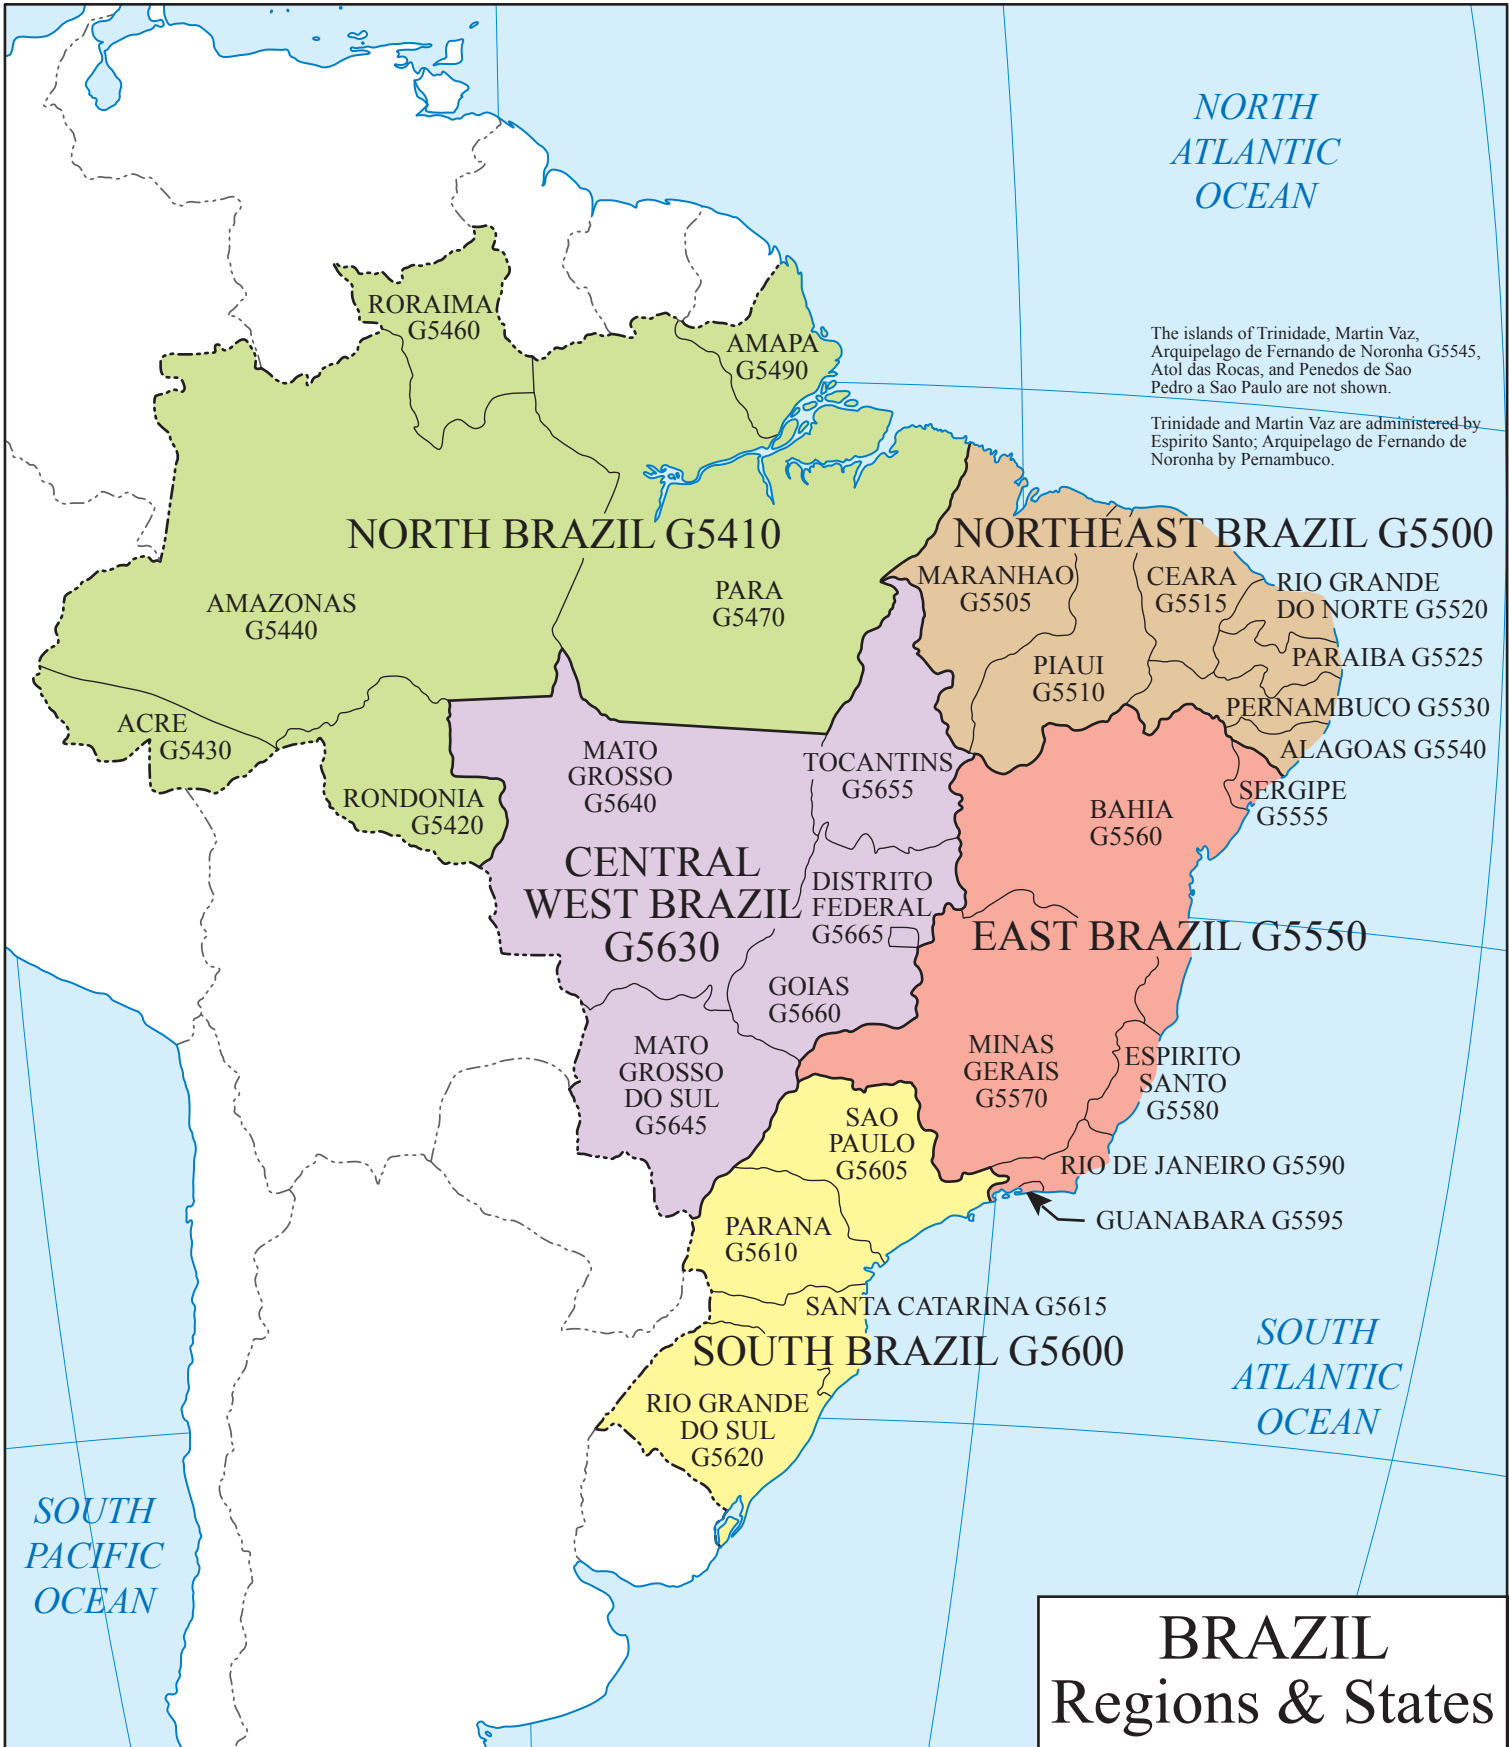 NORTH
ATLANTIC
OCEAN
RORAIMA
G5460
AMAPA
G5490
The islands of Trinidade, Martin Vaz,
Arquipelago de Fernando de Noronha G5545,
Atol das Rocas, and Penedos de Sao
Pedro a Sao Paulo are not shown.
Trinidade and Martin Vaz are administered by
Espirito Santo; Arquipelago de Fernando de
Noronha by Pernambuco.
NORTH BRAZIL G5410
NORTHEAST BRAZIL G5500
AMAZONAS
G5440
PARA
G5470
MARANHAO
G5505
CEARA
G5515
RIO GRANDE
DO NORTE G5520
PIAUI
G5510
PARAIBA G5525
PERNAMBUCO G5530
ALAGOAS G5540
SERGIPE
G5555
ACRE
G5430
RONDONIA
G5420
MATO
GROSSO
G5640
TOCANTINS
G5655
BAHIA
G5560
CENTRAL
WEST BRAZIL
G5630
DISTRITO
FEDERAL
G5665
EAST BRAZIL G5550
GOIAS
G5660
MATO
GROSSO
DO SUL
G5645
MINAS
GERAIS
G5570
ESPIRITO
SANTO
G5580
SAO
PAULO
G5605
RIO DE JANEIRO G5590
GUANABARA G5595
PARANA
G5610
SANTA CATARINA G5615
SOUTH BRAZIL G5600
RIO GRANDE
DO SUL
G5620
SOUTH
ATLANTIC
OCEAN
SOUTH
PACIFIC
OCEAN
BRAZIL
Regions & States